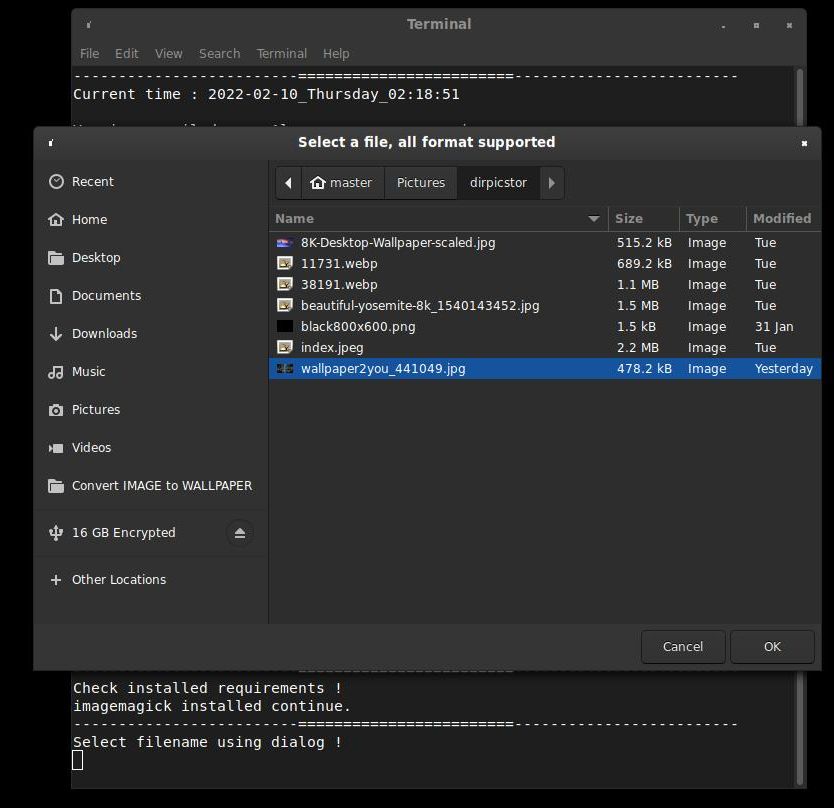 Terminal
File Edit View Search Terminal Help
-------------------------========================-------------------------
Current time : 2022-02-10_Thursday_02:18:51
Select a file, all format supported
Recent
Home
Desktop
Documents
Downloads
Music
Pictures
Videos
Convert IMAGE to WALLPAPER
16 GB Encrypted
Other Locations
master Pictures dirpicstor
Name Size Type Modified
8K-Desktop-Wallpaper-scaled.jpg 515.2 kB Image Tue
11731.webp 689.2 kB Image Tue
38191.webp 1.1 MB Image Tue
beautiful-yosemite-8k_1540143452.jpg 1.5 MB Image Tue
black800x600.png 1.5 kB Image 31 Jan
index.jpeg 2.2 MB Image Tue
wallpaper2you_441049.jpg 478.2 kB Image Yesterday
Cancel OK
Check installed requirements !
imagemagick installed continue.
-------------------------========================-------------------------
Select filename using dialog !